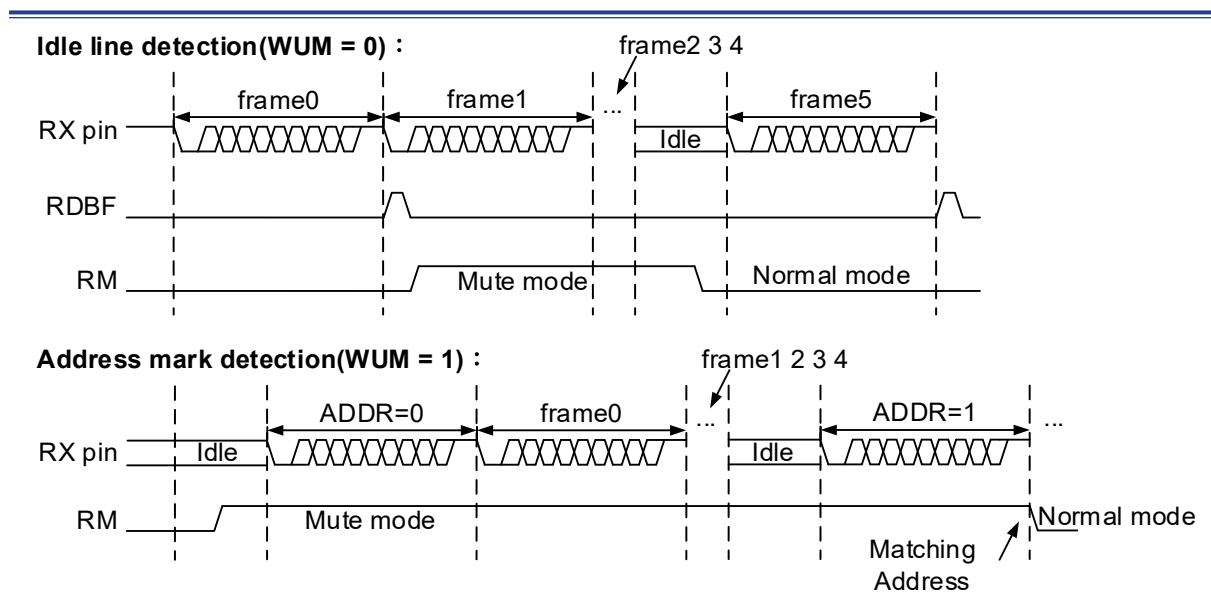 Idle line detection(WUM = 0)：
frame2 3 4
frame0
frame1
...
frame5
RX pin
Idle
RDBF
RM
Mute mode
Normal mode
Address mark detection(WUM = 1)：
frame1 2 3 4
ADDR=0
frame0
...
ADDR=1
...
RX pin
Idle
Idle
RM
Mute mode
Normal mode
Matching
Address